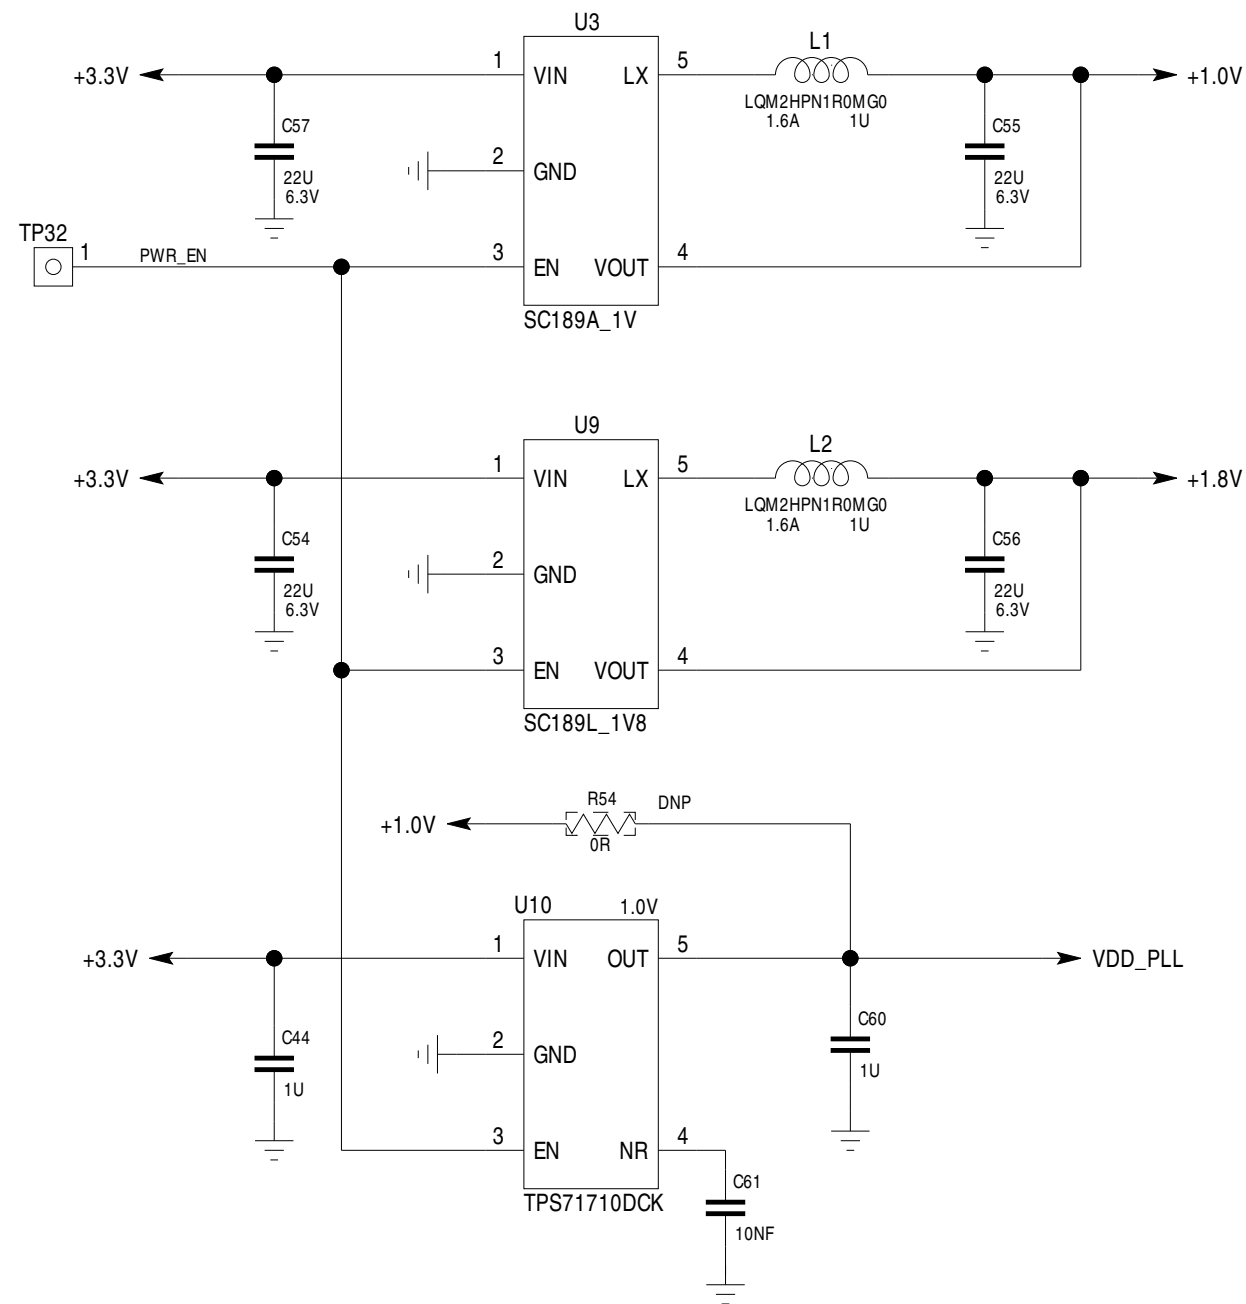 U3
+3.3V
1
VIN
LX
5
L1
LQM2HPN1R0MG0
1.6A 1U
+1.0V
C57
22U
6.3V
2
GND
C55
22U
6.3V
TP32
1
PWR_EN
3
EN
VOUT
4
SC189A_1V
U9
+3.3V
1
VIN
LX
5
L2
LQM2HPN1R0MG0
1.6A 1U
+1.8V
C54
22U
6.3V
2
GND
C56
22U
6.3V
3
EN
VOUT
4
SC189L_1V8
R54
DNP
+1.0V
0R
U10
1.0V
+3.3V
1
VIN
OUT
5
VDD_PLL
C44
1U
2
GND
C60
1U
3
EN
NR
4
TPS71710DCK
C61
10NF